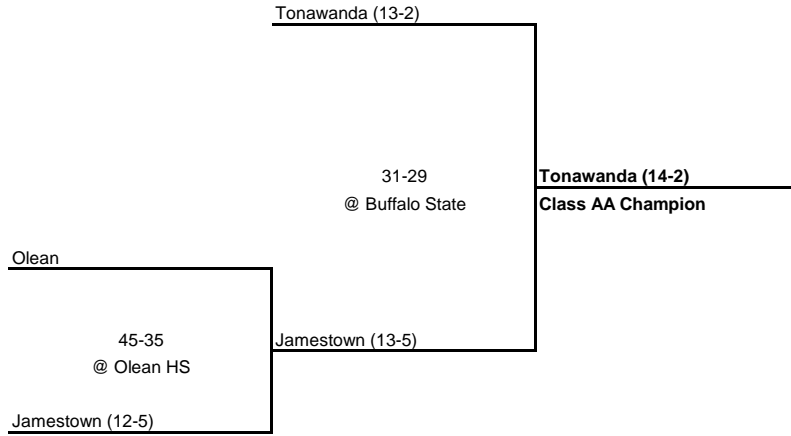 Tonawanda (13-2)
31-29
Tonawanda (14-2)
@ Buffalo State
Class AA Champion
Olean
45-35
Jamestown (13-5)
@ Olean HS
Jamestown (12-5)